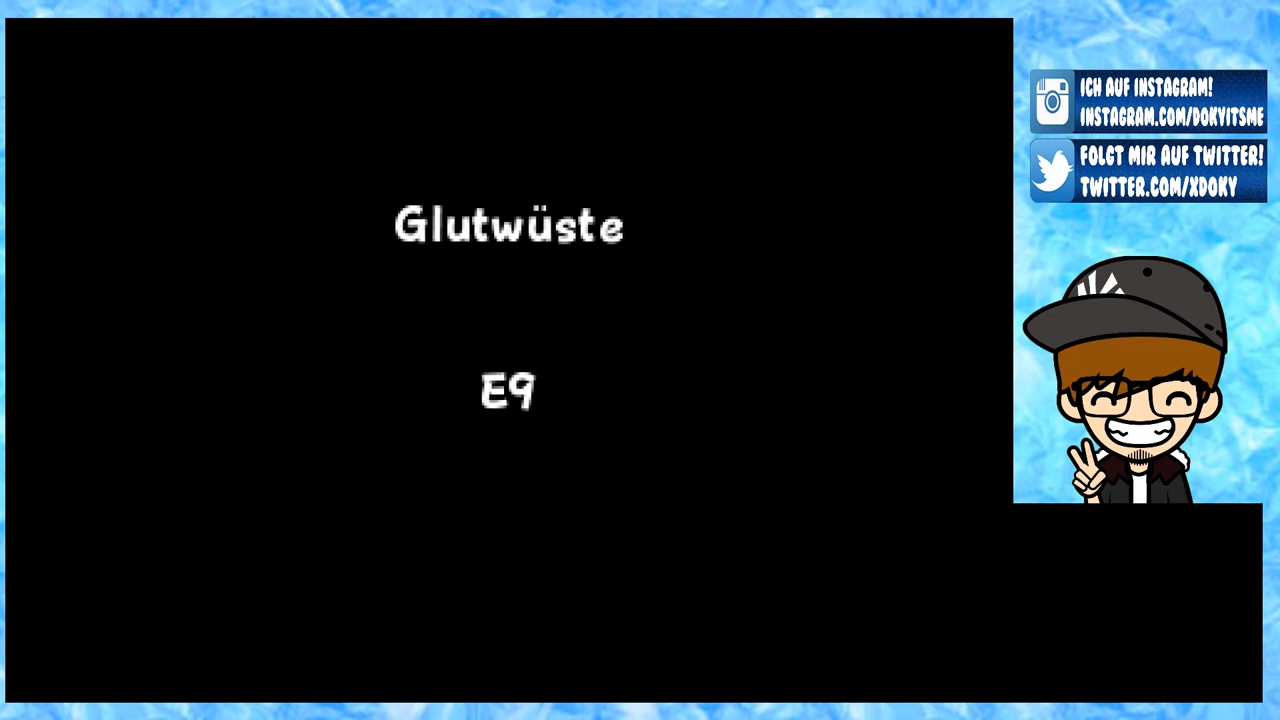 Glutwüste
E9
ICH AUF INSTAGRAM!
INSTAGRAM.COM/DOKYITSME
FOLGT MIR AUF TWITTER!
TWITTER.COM/XDOKY